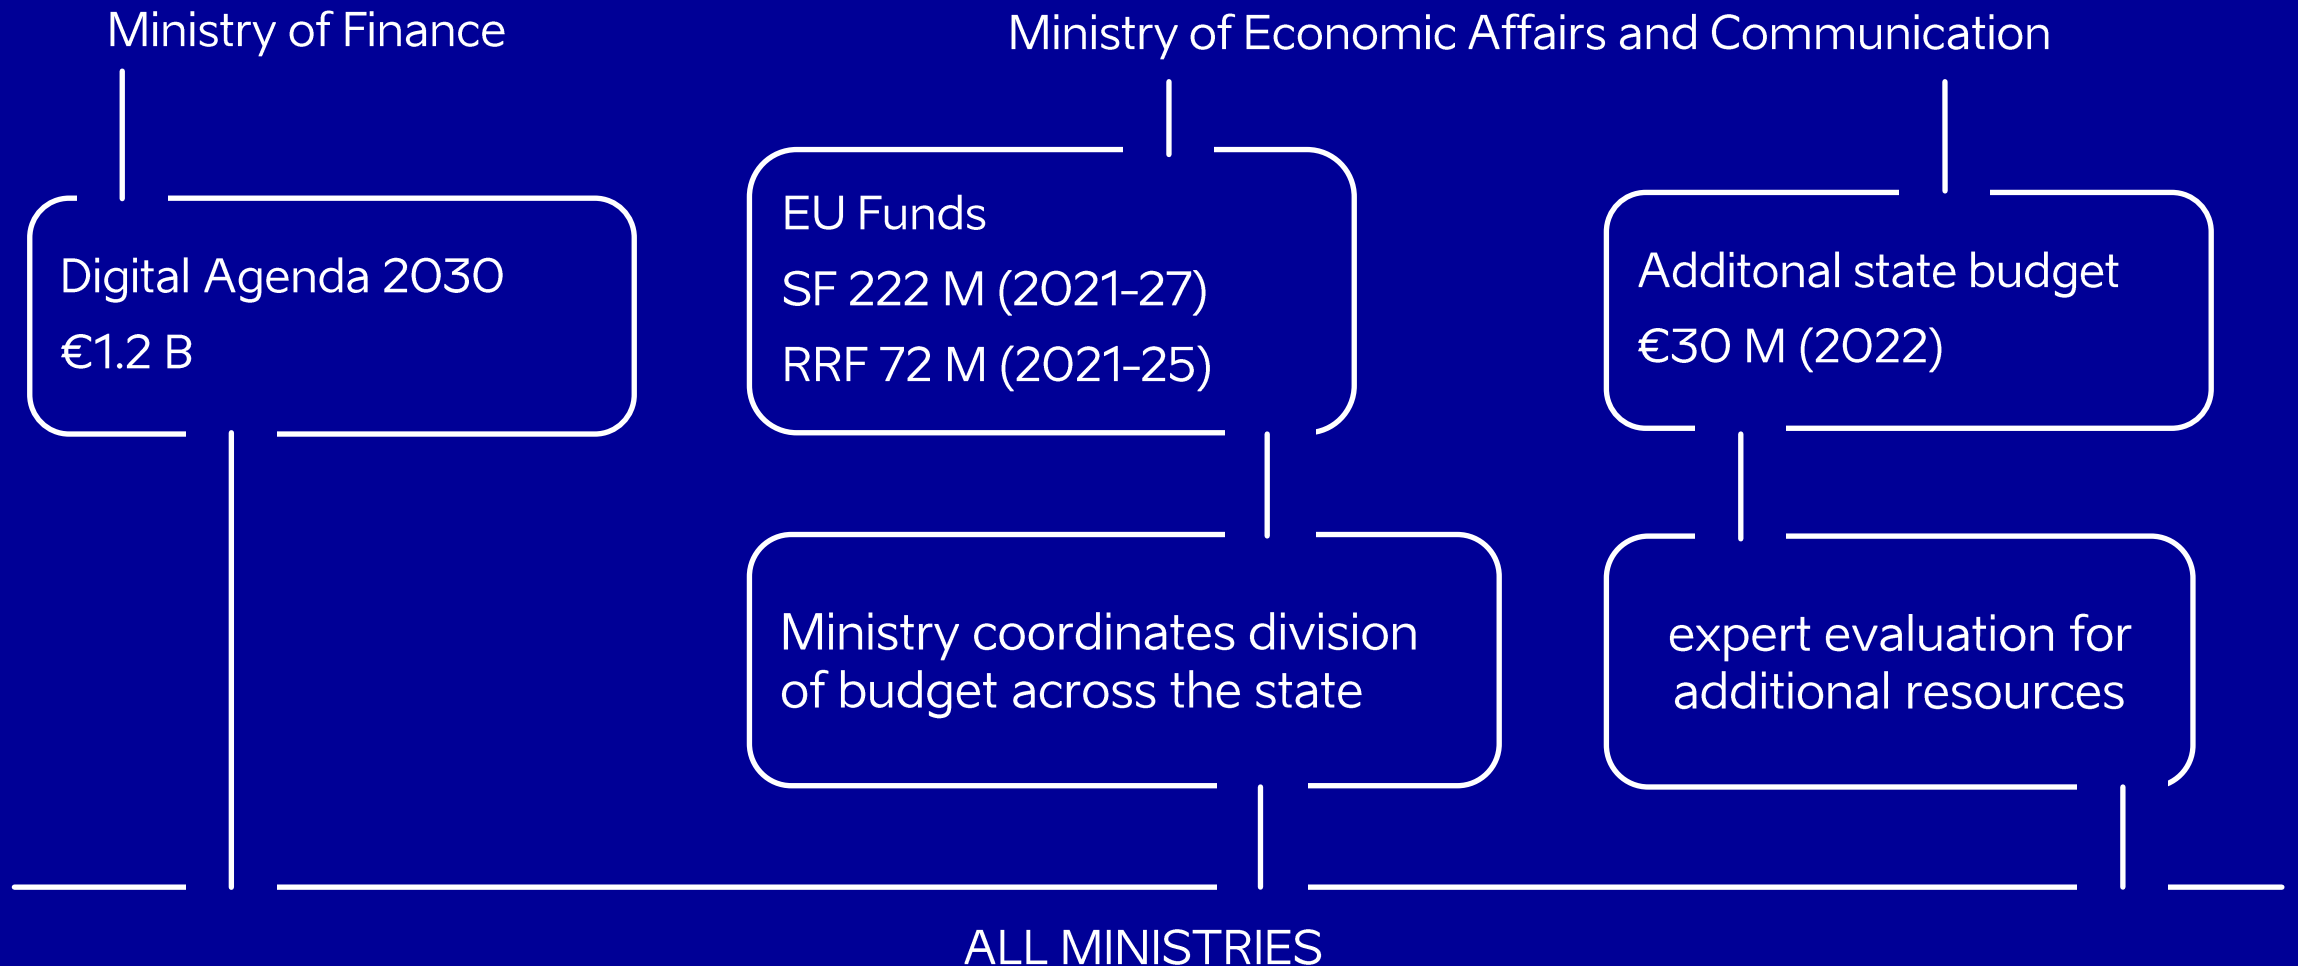 Ministry of Finance
Ministry of Economic Affairs and Communication
Digital Agenda 2030
€1.2 B
EU Funds
SF 222 M (2021-27)
RRF 72 M (2021-25)
Additonal state budget
€30 M (2022)
Ministry coordinates division
of budget across the state
expert evaluation for
additional resources
ALL MINISTRIES